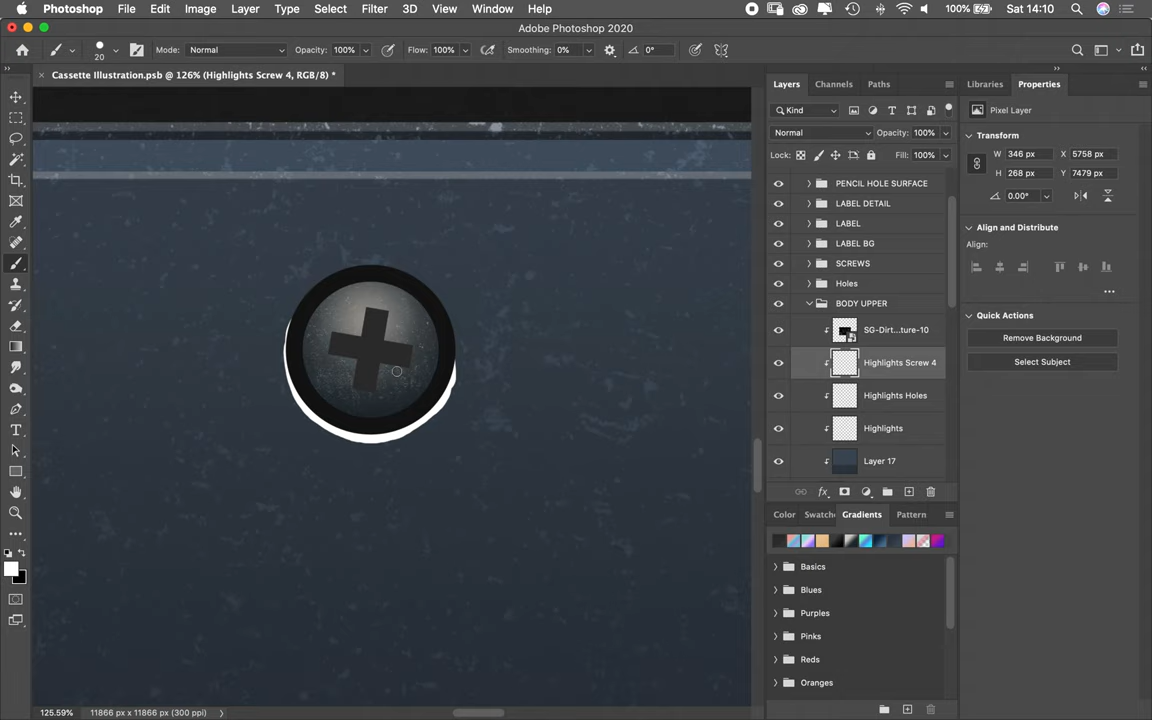 Photoshop File Edit Image Layer Type Select Filter 3D View Window Help 100% Sat 14:10
Adobe Photoshop 2020
20 Mode: Normal Opacity: 100% Flow: 100% Smoothing: 0% 0°
Cassette Illustration.psb @ 126% (Highlights Screw 4, RGB/8) *
Layers Channels Paths
Kind
Normal Opacity: 100%
Lock: Fill: 100%
PENCIL HOLE SURFACE
LABEL DETAIL
LABEL
LABEL BG
SCREWS
Holes
BODY UPPER
SG-Dirt...ture-10
Highlights Screw 4
Highlights Holes
Highlights
Layer 17
fx
Color Swatche Gradients Pattern
Basics
Blues
Purples
Pinks
Reds
Oranges
Libraries Properties
Pixel Layer
Transform
W 346 px X 5758 px
H 268 px Y 7479 px
0.00°
Align and Distribute
Align:
Quick Actions
Remove Background
Select Subject
125.59% 11866 px x 11866 px (300 ppi)